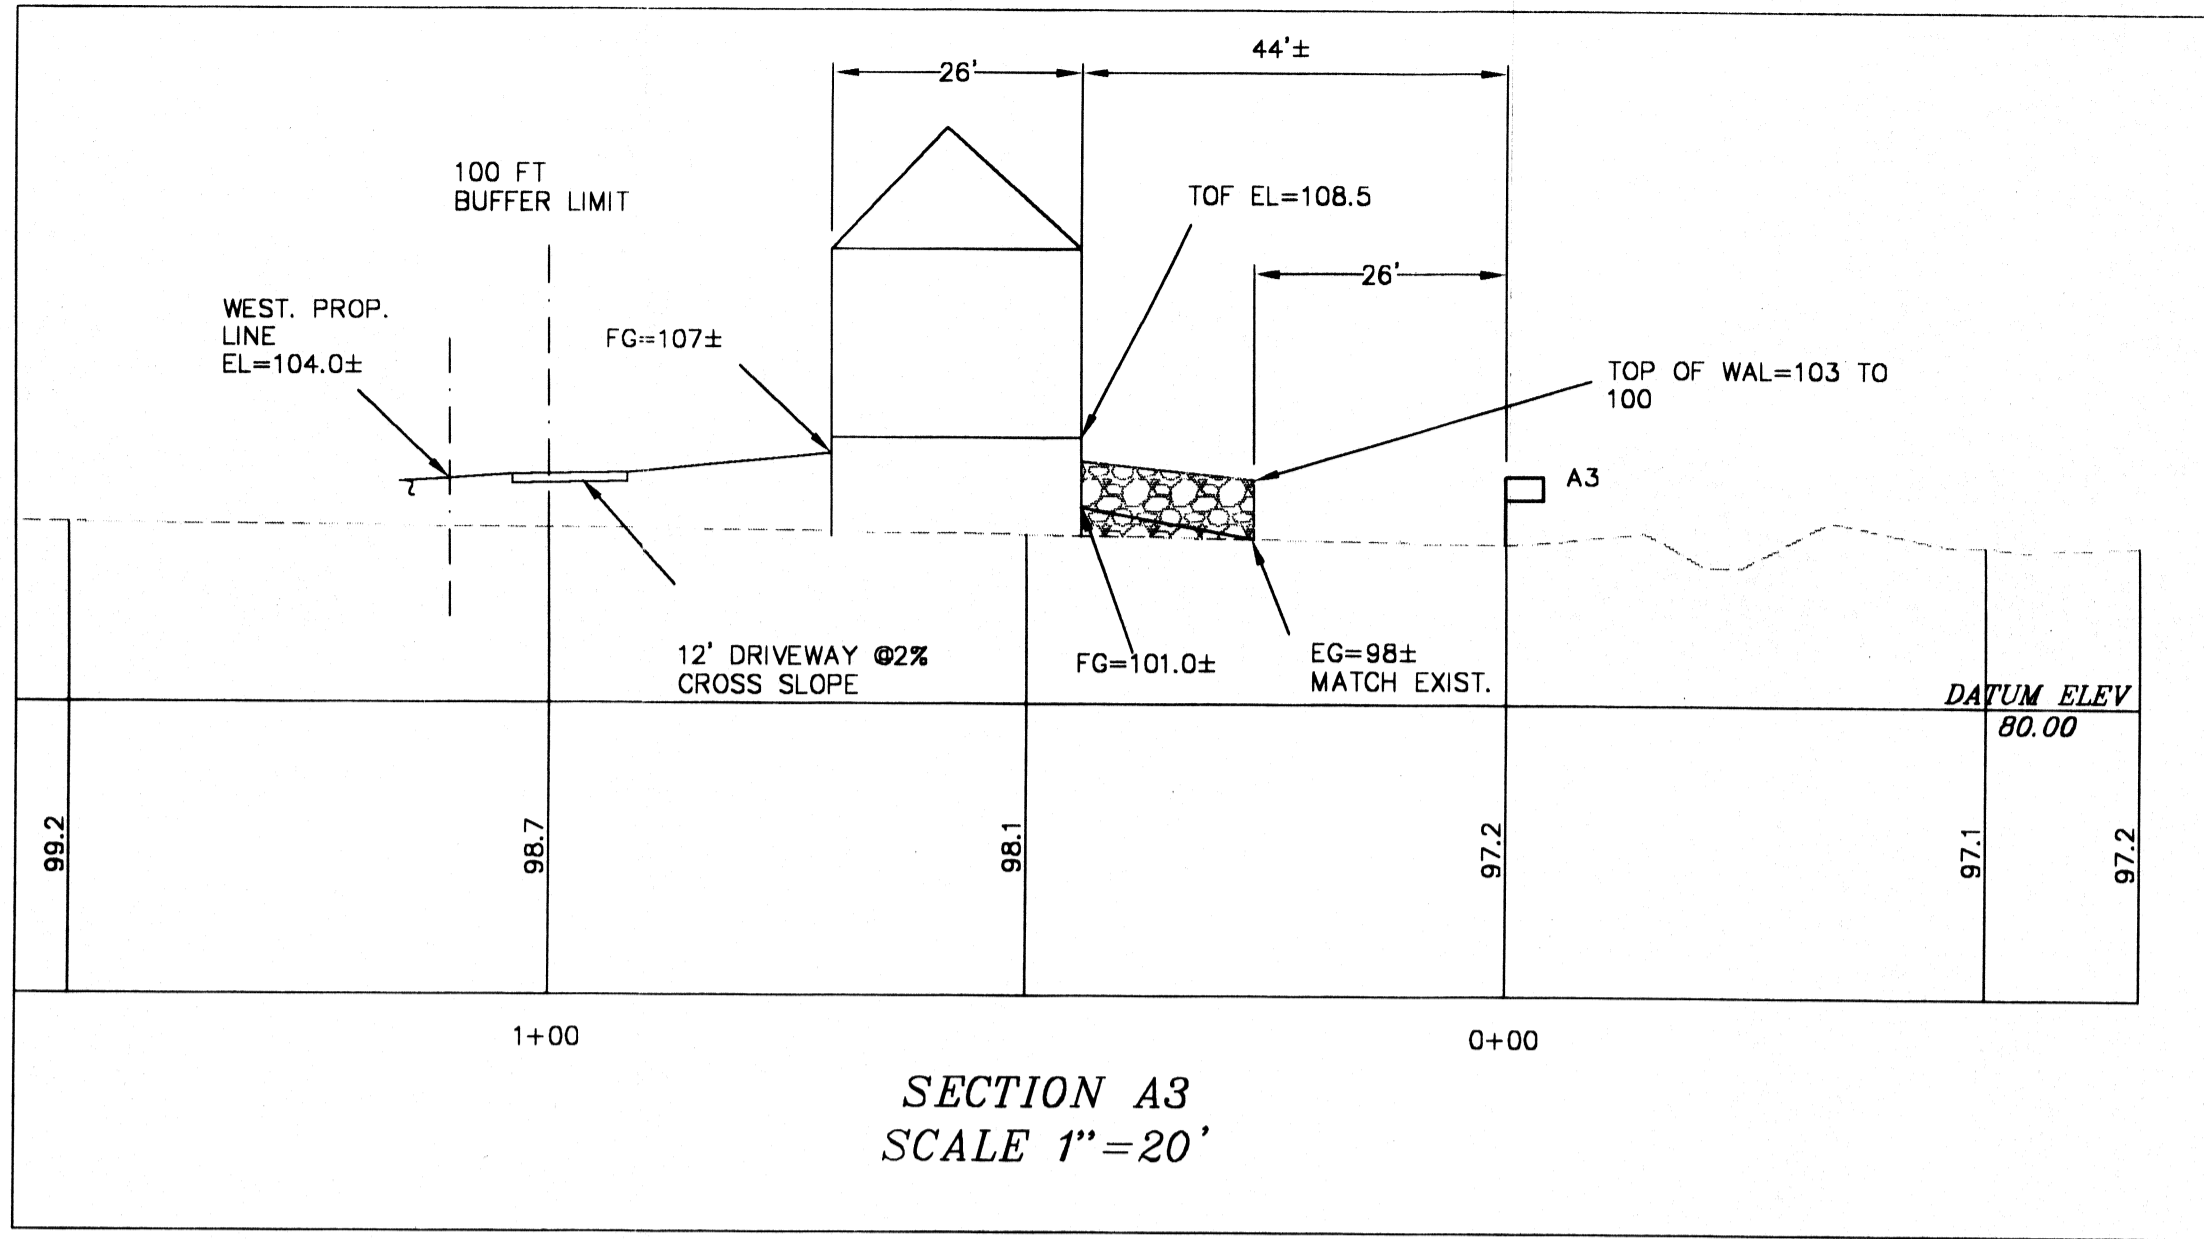 44'±
26'
100 FT
BUFFER LIMIT
TOF EL=108.5
26'
WEST. PROP.
LINE
EL=104.0±
FG=107±
TOP OF WAL=103 TO
100
A3
12' DRIVEWAY @2%
CROSS SLOPE
FG=101.0±
EG=98±
MATCH EXIST.
DATUM ELEV
80.00
99.2
98.7
98.1
97.2
97.1
97.2
1+00
0+00
SECTION A3
SCALE 1"=20'